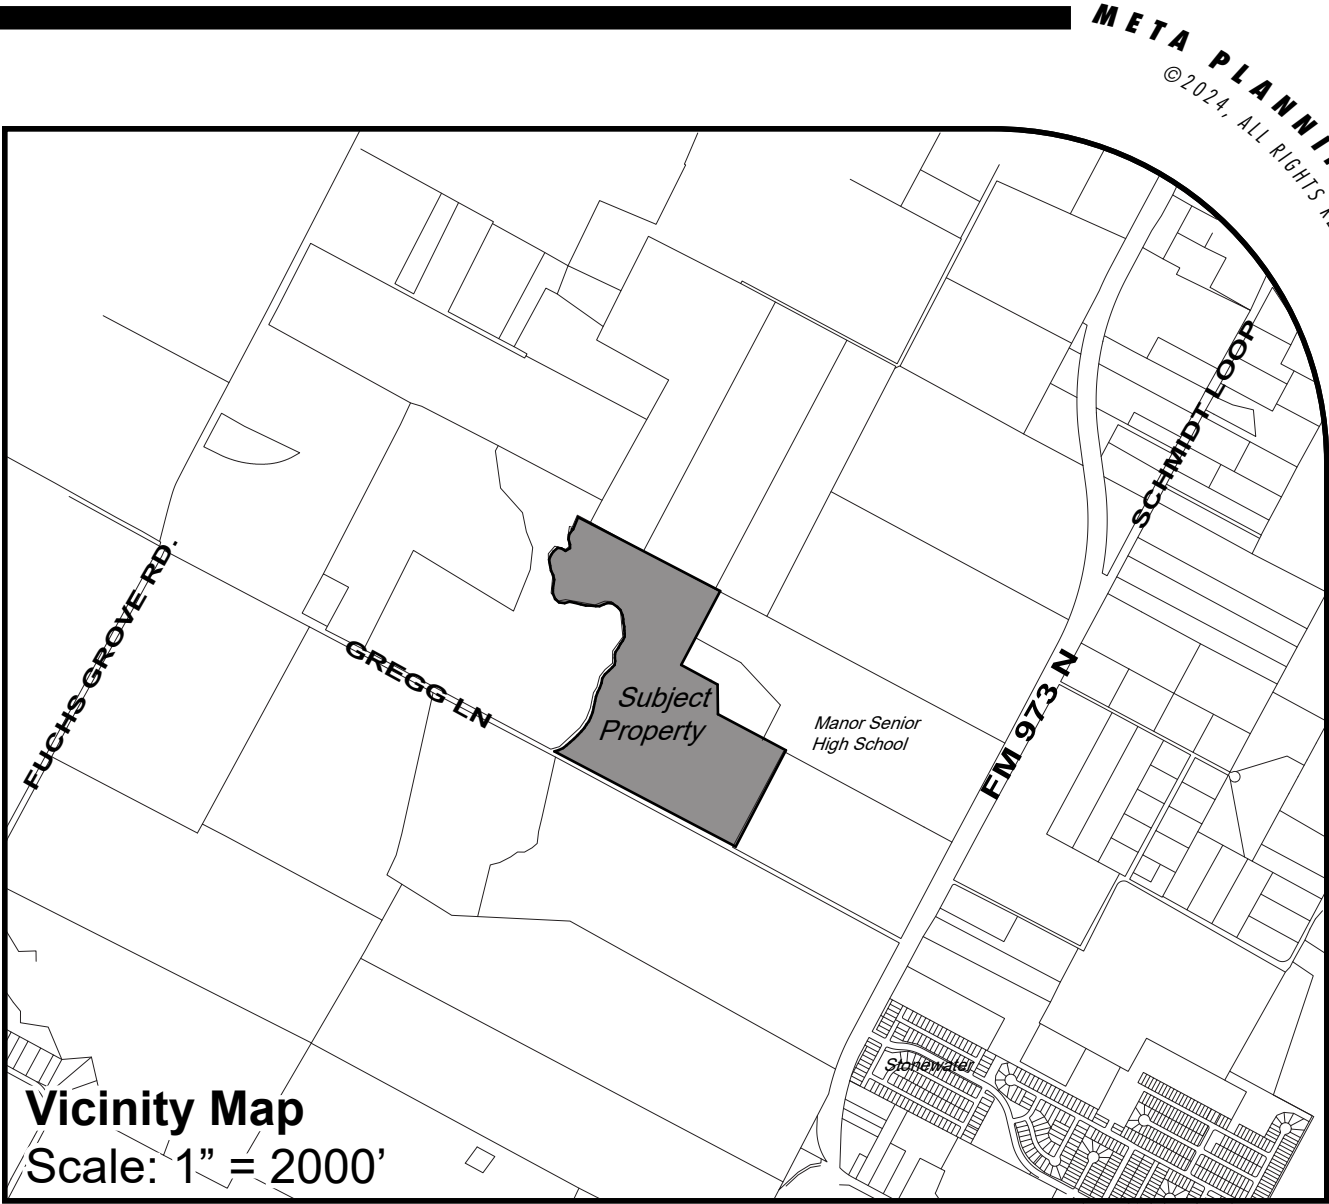 META PLANNI
©2024, ALL RIGHTS RE
SCHMIDT LOOP
FUCHS GROVE RD.
GREGG LN
Subject
Property
Manor Senior
High School
FM 973 N
Stonewater
Vicinity Map
Scale: 1” = 2000’